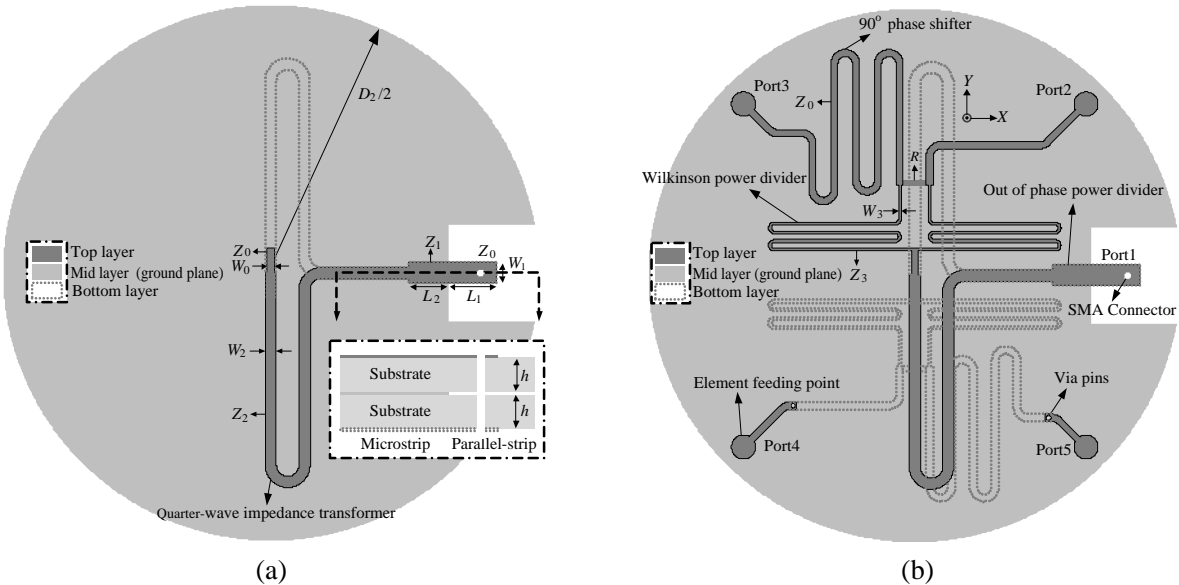 D2/2
Z0
W0
Z1
Z0
W1
L2
L1
Top layer
Mid layer (ground plane)
Bottom layer
W2
Z2
Substrate
h
Substrate
h
Microstrip
Parallel-strip
Quarter-wave impedance transformer
(a)
90° phase shifter
Port3
Z0
Y
X
Port2
R
Wilkinson power divider
Out of phase power divider
W3
Top layer
Mid layer (ground plane)
Bottom layer
Z3
Port1
SMA Connector
Element feeding point
Via pins
Port4
Port5
(b)